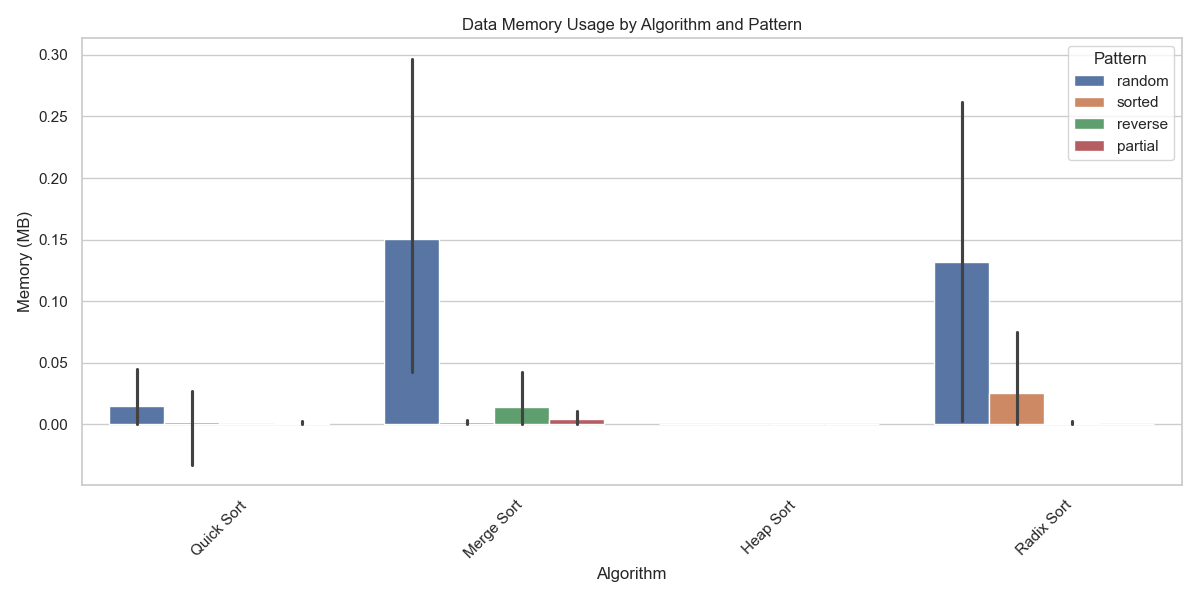 Data Memory Usage by Algorithm and Pattern
Pattern
random
sorted
reverse
partial
Memory (MB)
0.30
0.25
0.20
0.15
0.10
0.05
0.00
Quick Sort
Merge Sort
Heap Sort
Radix Sort
Algorithm